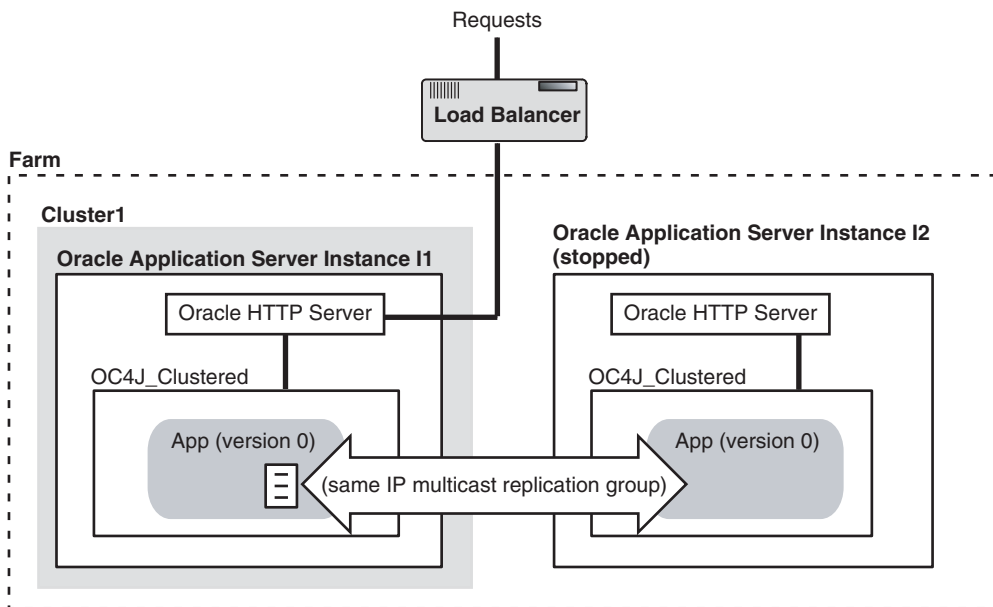 Requests
Load Balancer
Farm
Cluster1
Oracle Application Server Instance I1
Oracle HTTP Server
OC4J_Clustered
App (version 0)
(same IP multicast replication group)
Oracle Application Server Instance I2
(stopped)
Oracle HTTP Server
OC4J_Clustered
App (version 0)